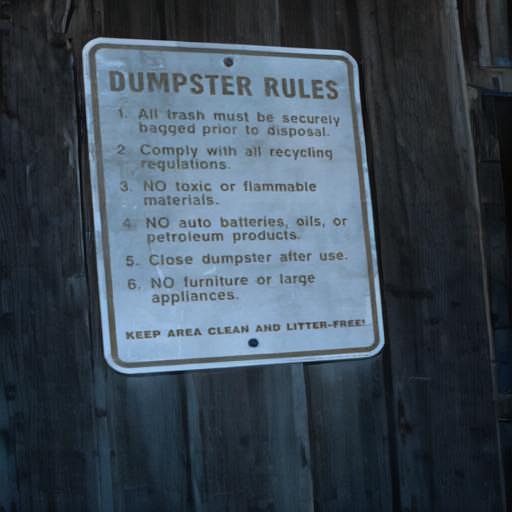 DUMPSTER RULES
1. All trash must be securely
bagged prior to disposal.
2. Comply with all recycling
regulations.
3. NO toxic or flammable
materials.
4. NO auto batteries, oils, or
petroleum products.
5. Close dumpster after use.
6. NO furniture or large
appliances.
KEEP AREA CLEAN AND LITTER-FREE!